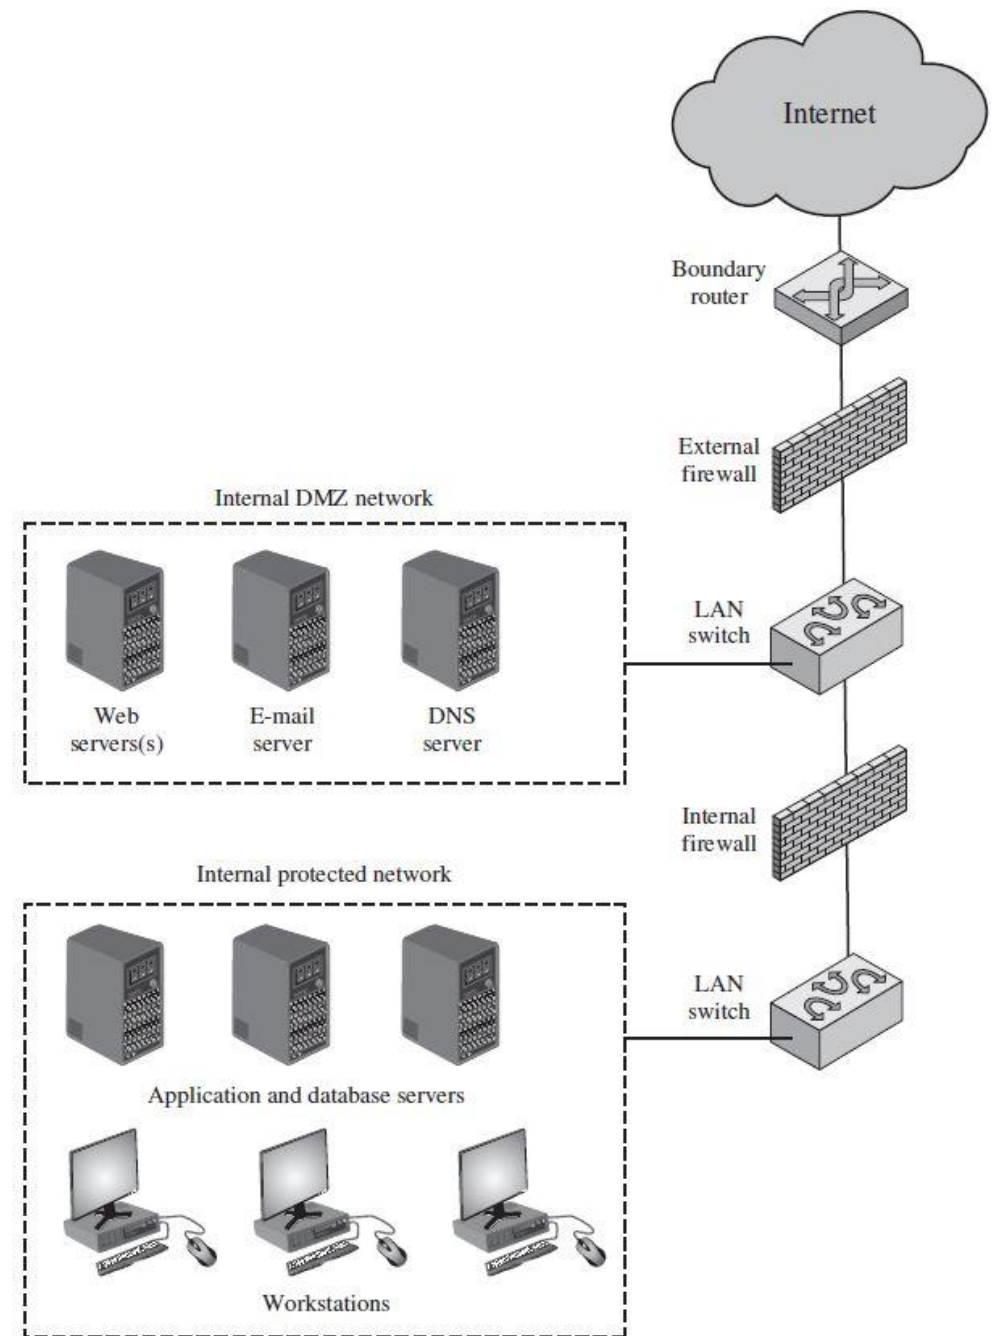 Internet
Boundary
router
External
firewall
Internal DMZ network
LAN
switch
Web
servers(s)
E-mail
server
DNS
server
Internal
firewall
Internal protected network
LAN
switch
Application and database servers
Workstations